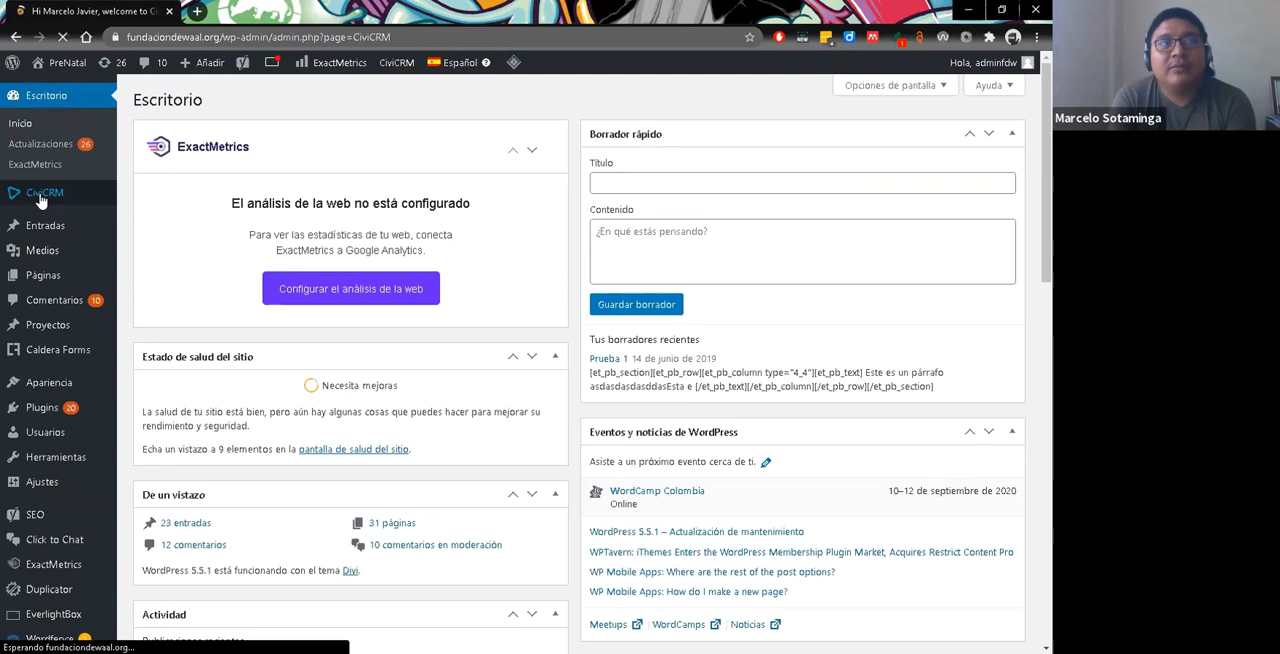 Hi Marcelo Javier, welcome to Ci
fundaciondewaal.org/wp-admin/admin.php?page=CiviCRM
PreNatal
26
10
Añadir
ExactMetrics
CiviCRM
Español
Hola, adminfdw
Escritorio
Inicio
Actualizaciones 26
ExactMetrics
CiviCRM
Entradas
Medios
Páginas
Comentarios 10
Proyectos
Caldera Forms
Apariencia
Plugins 20
Usuarios
Herramientas
Ajustes
SEO
Click to Chat
ExactMetrics
Duplicator
EverlightBox
Wordfence
Esperando fundaciondewaal.org...
Opciones de pantalla
Ayuda
Escritorio
ExactMetrics
El análisis de la web no está configurado
Para ver las estadísticas de tu web, conecta
ExactMetrics a Google Analytics.
Configurar el análisis de la web
Estado de salud del sitio
Necesita mejoras
La salud de tu sitio está bien, pero aún hay algunas cosas que puedes hacer para mejorar su
rendimiento y seguridad.
Echa un vistazo a 9 elementos en la pantalla de salud del sitio.
De un vistazo
23 entradas
31 páginas
12 comentarios
10 comentarios en moderación
WordPress 5.5.1 está funcionando con el tema Divi.
Actividad
Borrador rápido
Título
Contenido
¿En qué estás pensando?
Guardar borrador
Tus borradores recientes
Prueba 1 14 de junio de 2019
[et_pb_section][et_pb_row][et_pb_column type="4_4"][et_pb_text] Este es un párrafo
asdasdasdasddasEsta e [/et_pb_text][/et_pb_column][/et_pb_row][/et_pb_section]
Eventos y noticias de WordPress
Asiste a un próximo evento cerca de ti.
WordCamp Colombia
10–12 de septiembre de 2020
Online
WordPress 5.5.1 – Actualización de mantenimiento
WPTavern: iThemes Enters the WordPress Membership Plugin Market, Acquires Restrict Content Pro
WP Mobile Apps: Where are the rest of the post options?
WP Mobile Apps: How do I make a new page?
Meetups
WordCamps
Noticias
Marcelo Sotaminga